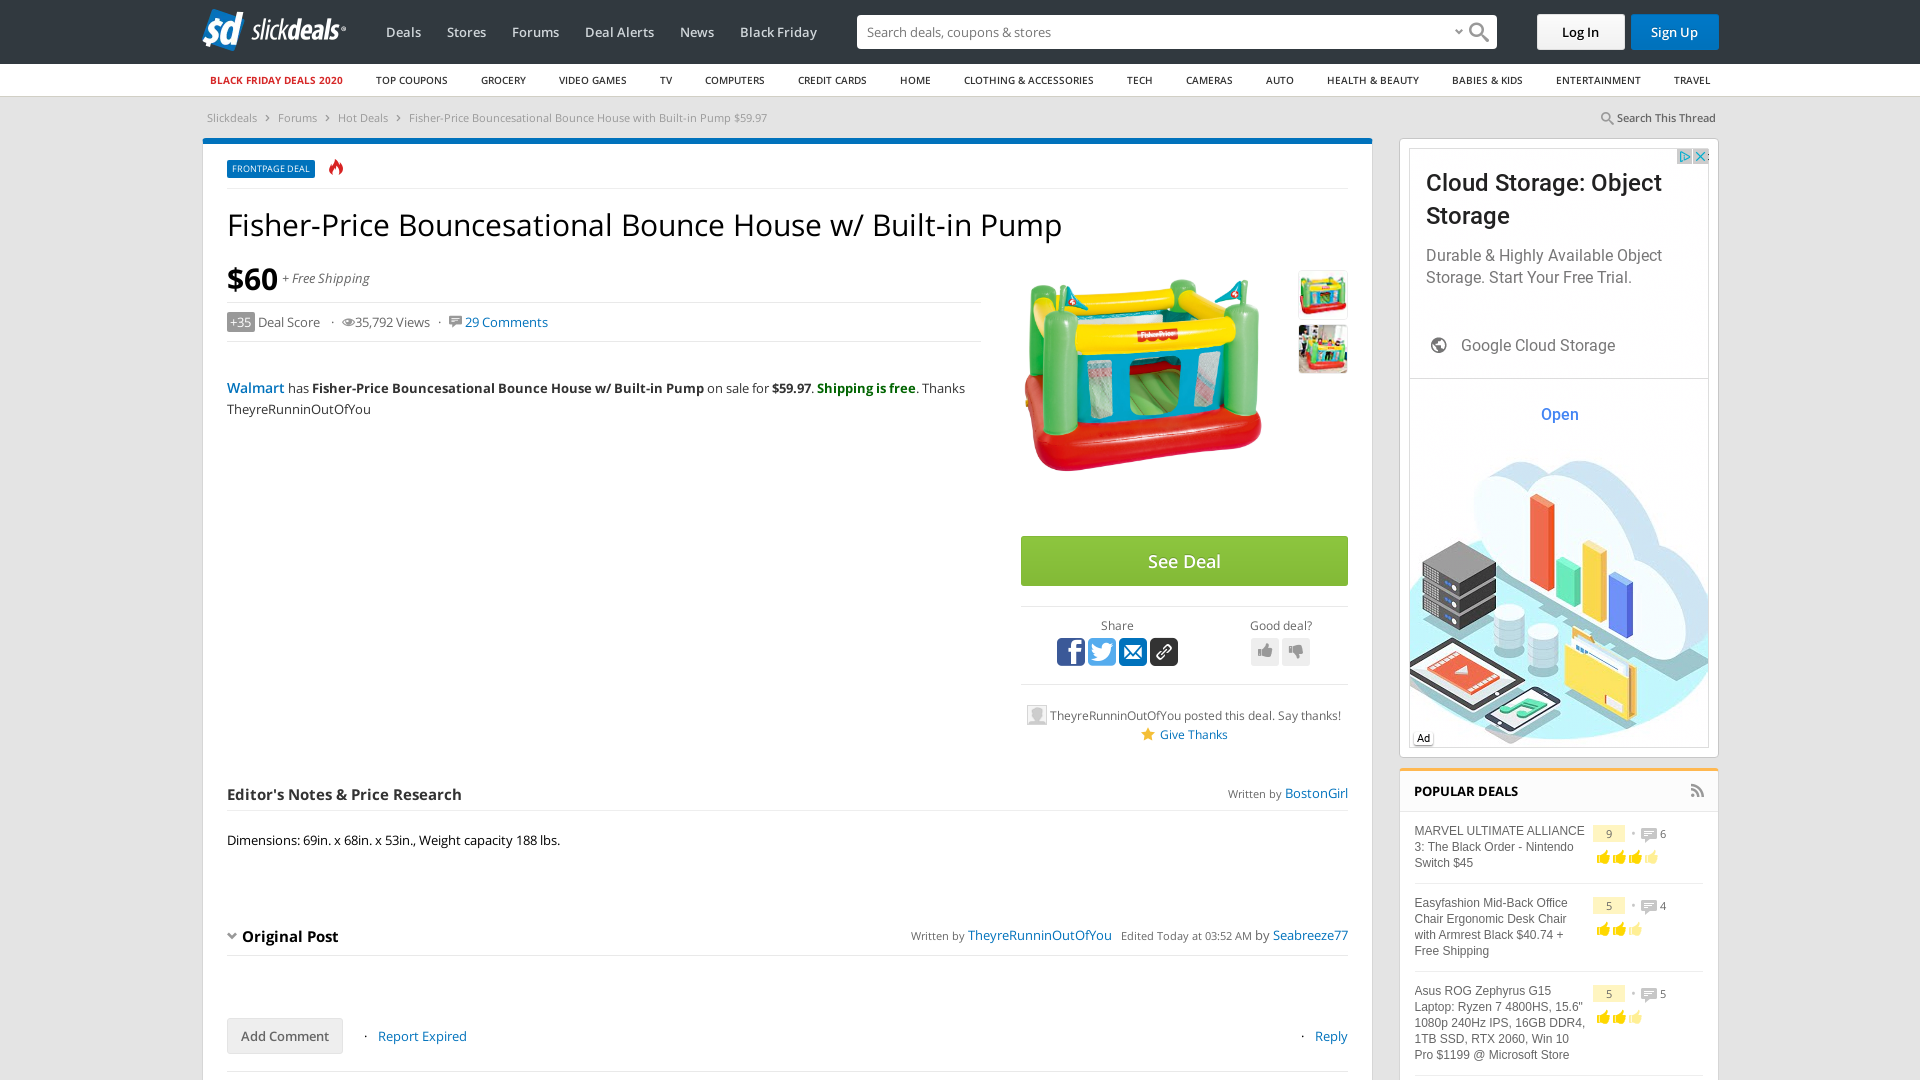 sd slickdeals
Deals
Stores
Forums
Deal Alerts
News
Black Friday
Search deals, coupons & stores
Log In
Sign Up
BLACK FRIDAY DEALS 2020
TOP COUPONS
GROCERY
VIDEO GAMES
TV
COMPUTERS
CREDIT CARDS
HOME
CLOTHING & ACCESSORIES
TECH
CAMERAS
AUTO
HEALTH & BEAUTY
BABIES & KIDS
ENTERTAINMENT
TRAVEL
Slickdeals > Forums > Hot Deals > Fisher-Price Bouncesational Bounce House with Built-in Pump $59.97
Search This Thread
FRONTPAGE DEAL
Fisher-Price Bouncesational Bounce House w/ Built-in Pump
$60 + Free Shipping
+35 Deal Score · 35,792 Views · 29 Comments
Walmart has Fisher-Price Bouncesational Bounce House w/ Built-in Pump on sale for $59.97. Shipping is free. Thanks
TheyreRunninOutOfYou
Fisher-Price
See Deal
Share
Good deal?
TheyreRunninOutOfYou posted this deal. Say thanks!
Give Thanks
Editor's Notes & Price Research
Written by BostonGirl
Dimensions: 69in. x 68in. x 53in., Weight capacity 188 lbs.
Original Post
Written by TheyreRunninOutOfYou Edited Today at 03:52 AM by Seabreeze77
Add Comment
· Report Expired
· Reply
Cloud Storage: Object
Storage
Durable & Highly Available Object
Storage. Start Your Free Trial.
Google Cloud Storage
Open
Ad
POPULAR DEALS
MARVEL ULTIMATE ALLIANCE
3: The Black Order - Nintendo
Switch $45
9 • 6
Easyfashion Mid-Back Office
Chair Ergonomic Desk Chair
with Armrest Black $40.74 +
Free Shipping
5 • 4
Asus ROG Zephyrus G15
Laptop: Ryzen 7 4800HS, 15.6"
1080p 240Hz IPS, 16GB DDR4,
1TB SSD, RTX 2060, Win 10
Pro $1199 @ Microsoft Store
5 • 5